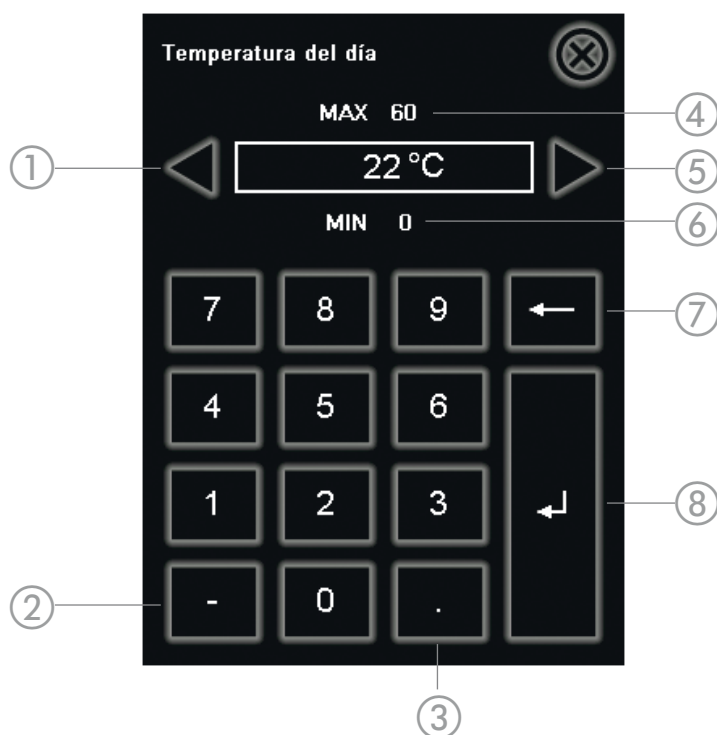 Temperatura del día
MAX 60
① 22 °C ⑤
④
MIN 0
⑥
7 8 9 ← ⑦
4 5 6
1 2 3 ↵ ⑧
② - 0 .
③